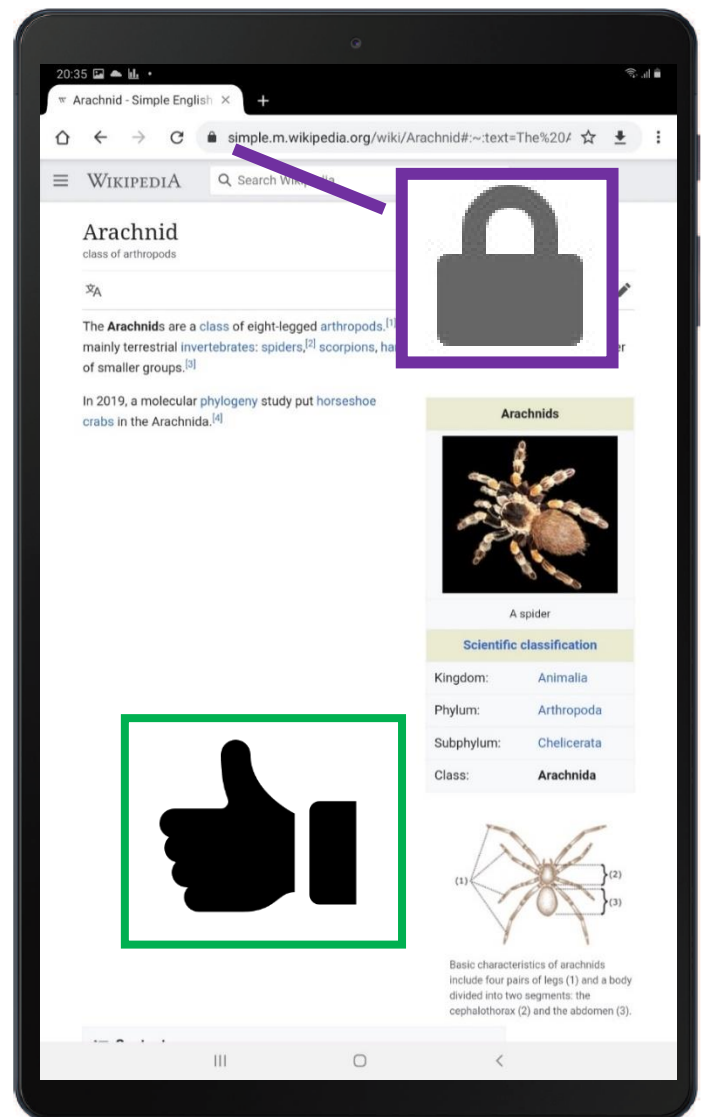 20:35
Arachnid - Simple English
simple.m.wikipedia.org/wiki/Arachnid#:~:text=The%20
WIKIPEDIA
Search
Arachnid
class of arthropods
The Arachnids are a class of eight-legged arthropods.[1]
mainly terrestrial invertebrates: spiders,[2] scorpions,
of smaller groups.[3]
In 2019, a molecular phylogeny study put horseshoe
crabs in the Arachnida.[4]
Arachnids
A spider
Scientific classification
Kingdom: Animalia
Phylum: Arthropoda
Subphylum: Chelicerata
Class: Arachnida
(1)
(2)
(3)
Basic characteristics of arachnids
include four pairs of legs (1) and a body
divided into two segments: the
cephalothorax (2) and the abdomen (3).